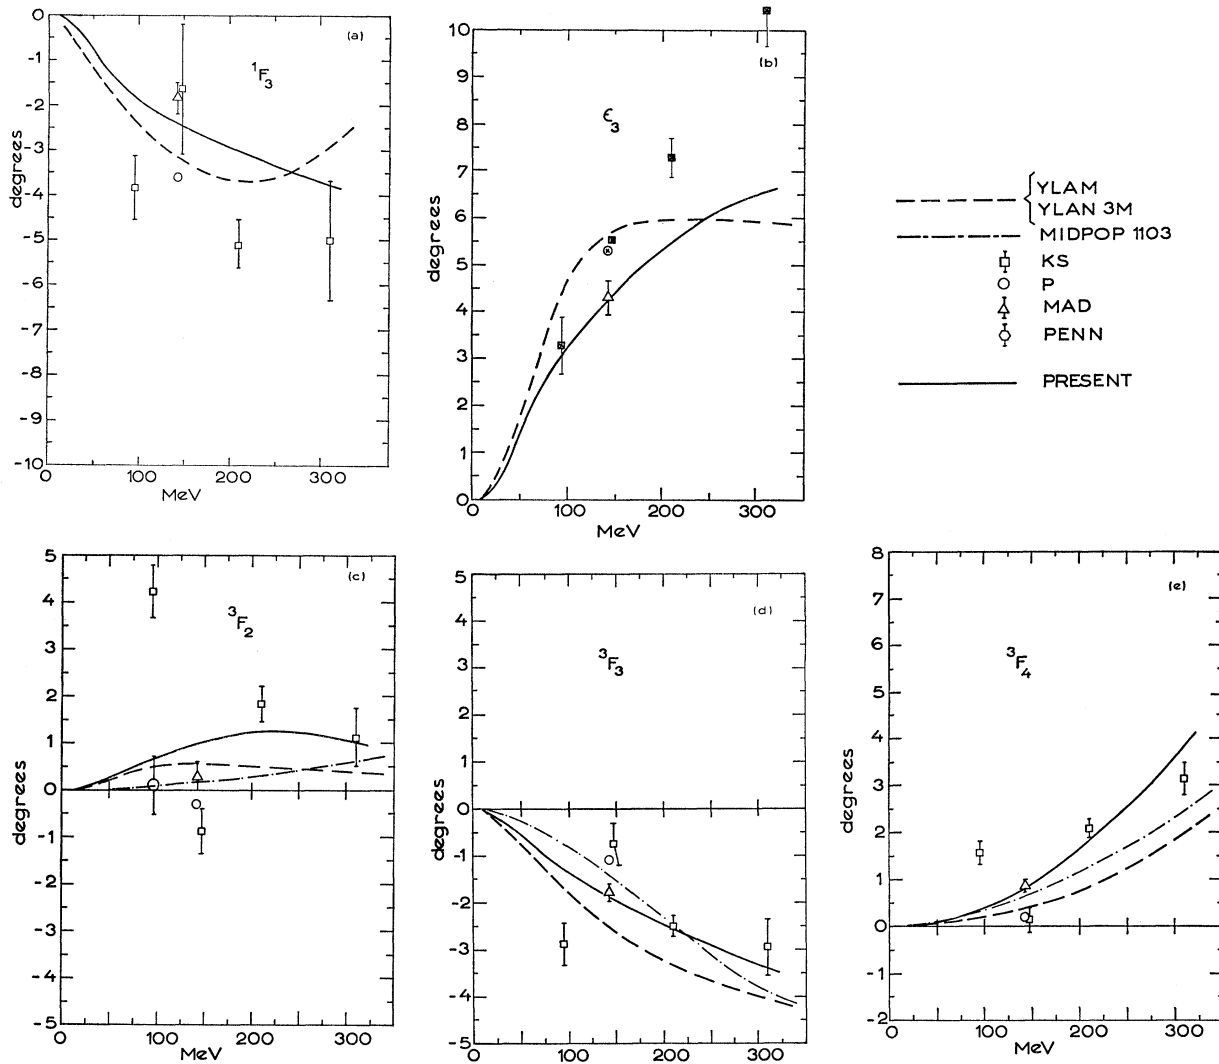 (a)
¹F₃
0
-1
-2
-3
-4
-5
-6
-7
-8
-9
-10
degrees
0
100
200
300
MeV
(b)
ϵ₃
10
9
8
7
6
5
4
3
2
1
0
degrees
0
100
200
300
MeV
YLAM
YLAN 3M
MIDPOP 1103
KS
P
MAD
PENN
PRESENT
(c)
³F₂
5
4
3
2
1
0
-1
-2
-3
-4
-5
degrees
0
50
100
150
200
250
300
MeV
(d)
³F₃
5
4
3
2
1
0
-1
-2
-3
-4
-5
degrees
0
100
200
300
MeV
(e)
³F₄
8
7
6
5
4
3
2
1
0
-1
-2
degrees
0
100
200
300
MeV